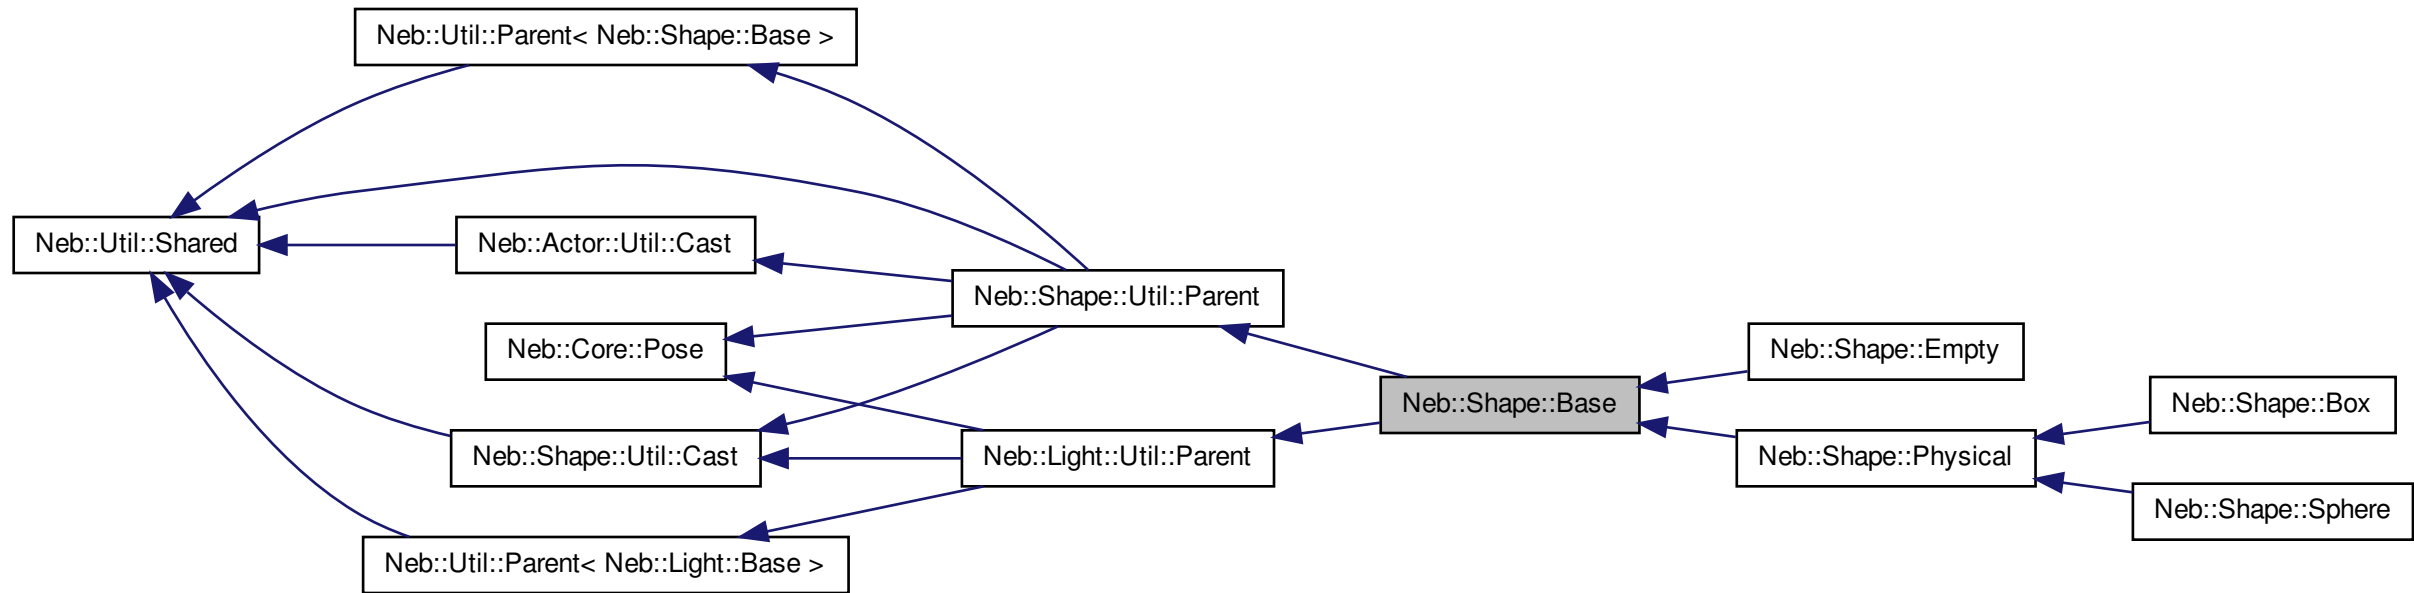 Neb::Util::Parent< Neb::Shape::Base >
Neb::Util::Shared
Neb::Actor::Util::Cast
Neb::Shape::Util::Parent
Neb::Core::Pose
Neb::Shape::Empty
Neb::Shape::Base
Neb::Shape::Box
Neb::Shape::Util::Cast
Neb::Light::Util::Parent
Neb::Shape::Physical
Neb::Shape::Sphere
Neb::Util::Parent< Neb::Light::Base >